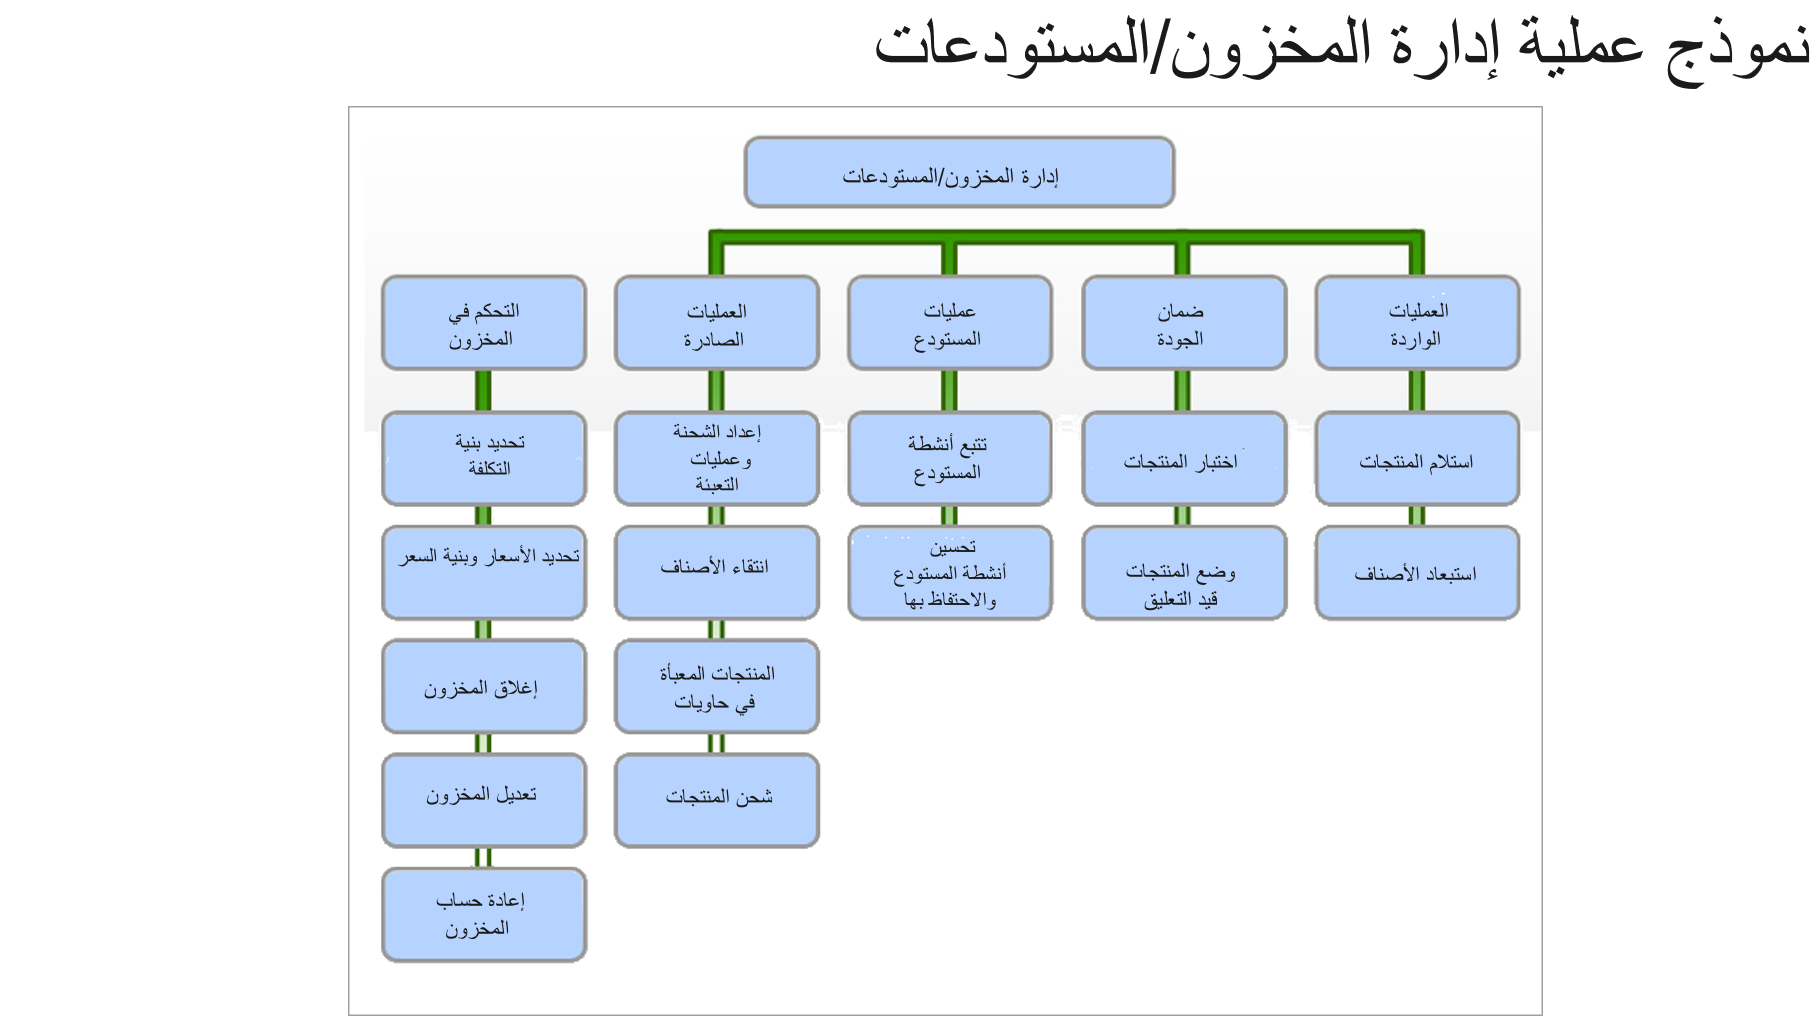 نموذج عملية إدارة المخزون/المستودعات
إدارة المخزون/المستودعات
العمليات
الواردة
ضمان
الجودة
عمليات
المستودع
العمليات
الصادرة
التحكم في
المخزون
استلام المنتجات
اختبار المنتجات
تتبع أنشطة
المستودع
إعداد الشحنة
وعمليات
التعبئة
تحديد بنية
التكلفة
استبعاد الأصناف
وضع المنتجات
قيد التعليق
تحسين
أنشطة المستودع
والاحتفاظ بها
انتقاء الأصناف
تحديد الأسعار وبنية السعر
المنتجات المعبأة
في حاويات
إغلاق المخزون
شحن المنتجات
تعديل المخزون
إعادة حساب
المخزون